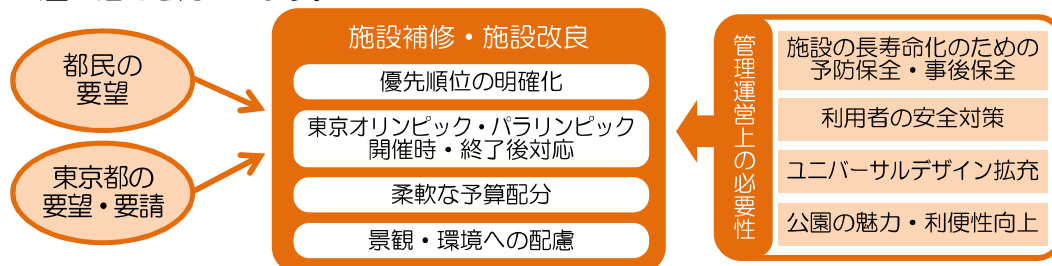 都民の
要望
東京都の
要望・要請
施設補修・施設改良
優先順位の明確化
東京オリンピック・パラリンピック
開催時・終了後対応
柔軟な予算配分
景観・環境への配慮
管理運営上の必要性
施設の長寿命化のための
予防保全・事後保全
利用者の安全対策
ユニバーサルデザイン拡充
公園の魅力・利便性向上